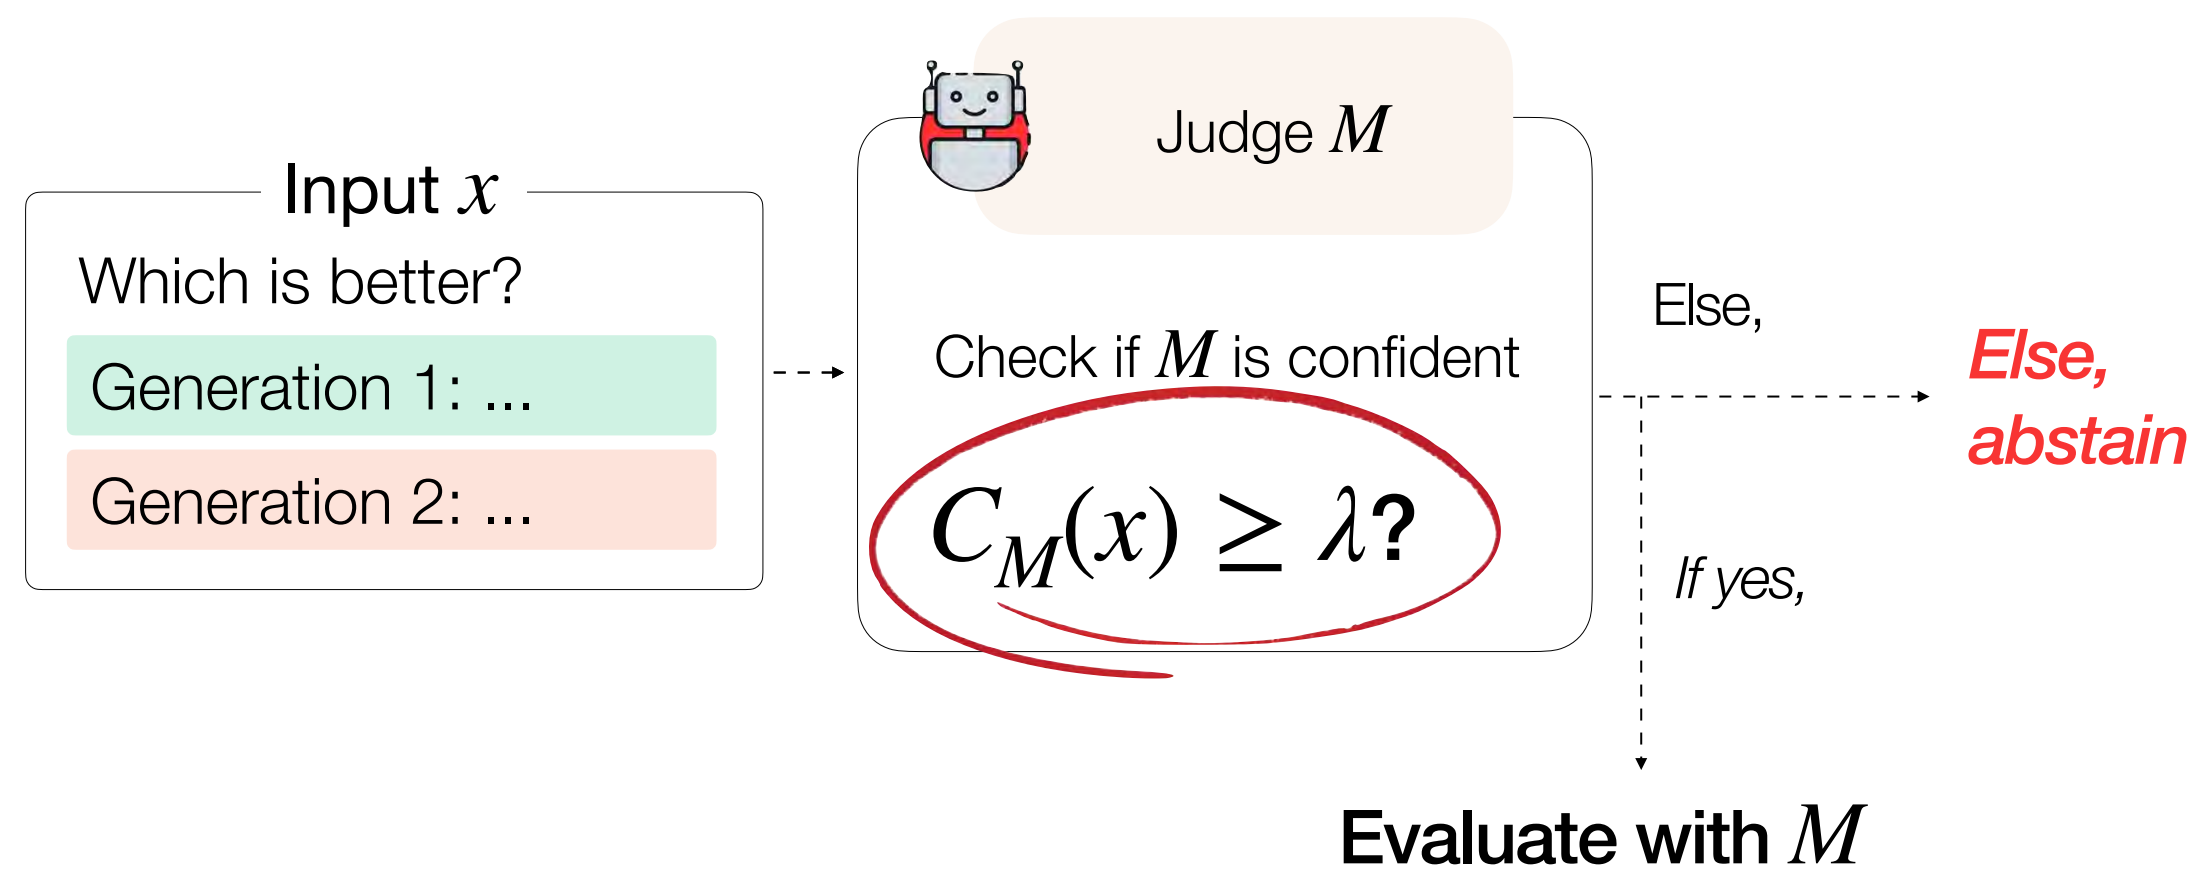 Input x
Which is better?
Generation 1: ...
Generation 2: ...
Judge M
Check if M is confident
C_M(x) ≥ λ?
Else,
Else,
abstain
If yes,
Evaluate with M